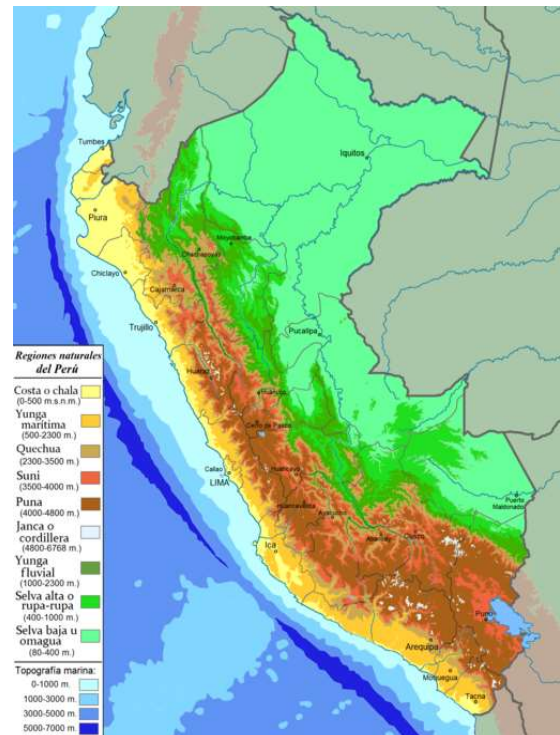 Iquitos
Tumbes
Piura
Moyobamba
Chachapoyas
Chiclayo
Cajamarca
Trujillo
Pucallpa
Huaraz
Huánuco
Cerro de Pasco
Callao
LIMA
Huancayo
Huancavelica
Ayacucho
Abancay
Cuzco
Puerto
Maldonado
Ica
Puno
Arequipa
Moquegua
Tacna
Regiones naturales
del Perú
Costa o chala
(0-500 m.s.n.m.)
Yunga
marítima
(500-2300 m.)
Quechua
(2300-3500 m.)
Suni
(3500-4000 m.)
Puna
(4000-4800 m.)
Janca o
cordillera
(4800-6768 m.)
Yunga
fluvial
(1000-2300 m.)
Selva alta o
rupa-rupa
(400-1000 m.)
Selva baja u
omagua
(80-400 m.)
Topografía marina:
0-1000 m.
1000-3000 m.
3000-5000 m.
5000-7000 m.